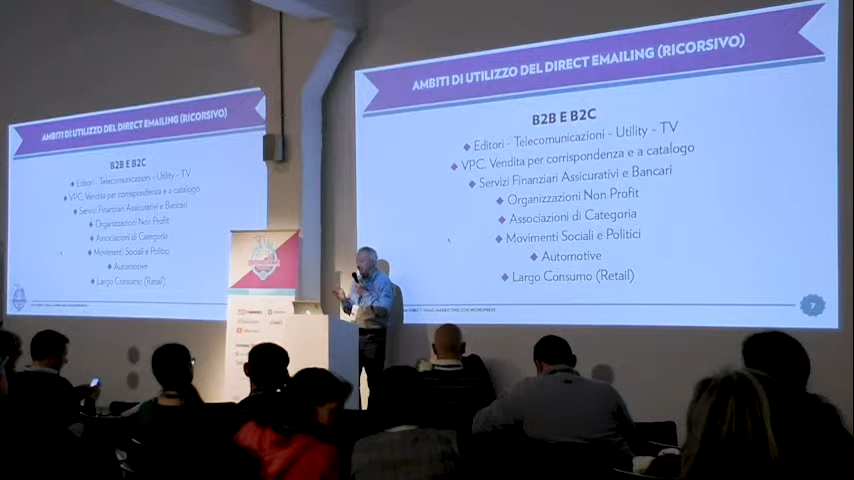 AMBITI DI UTILIZZO DEL DIRECT EMAILING (RICORSIVO)
B2B E B2C
Editori - Telecomunicazioni - Utility - TV
VPC. Vendita per corrispondenza e a catalogo
Servizi Finanziari Assicurativi e Bancari
Organizzazioni Non Profit
Associazioni di Categoria
Movimenti Sociali e Politici
Automotive
Largo Consumo (Retail)
AMBITI DI UTILIZZO DEL DIRECT EMAILING (RICORSIVO)
B2B E B2C
Editori - Telecomunicazioni - Utility - TV
VPC. Vendita per corrispondenza e a catalogo
Servizi Finanziari Assicurativi e Bancari
Organizzazioni Non Profit
Associazioni di Categoria
Movimenti Sociali e Politici
Automotive
Largo Consumo (Retail)
7